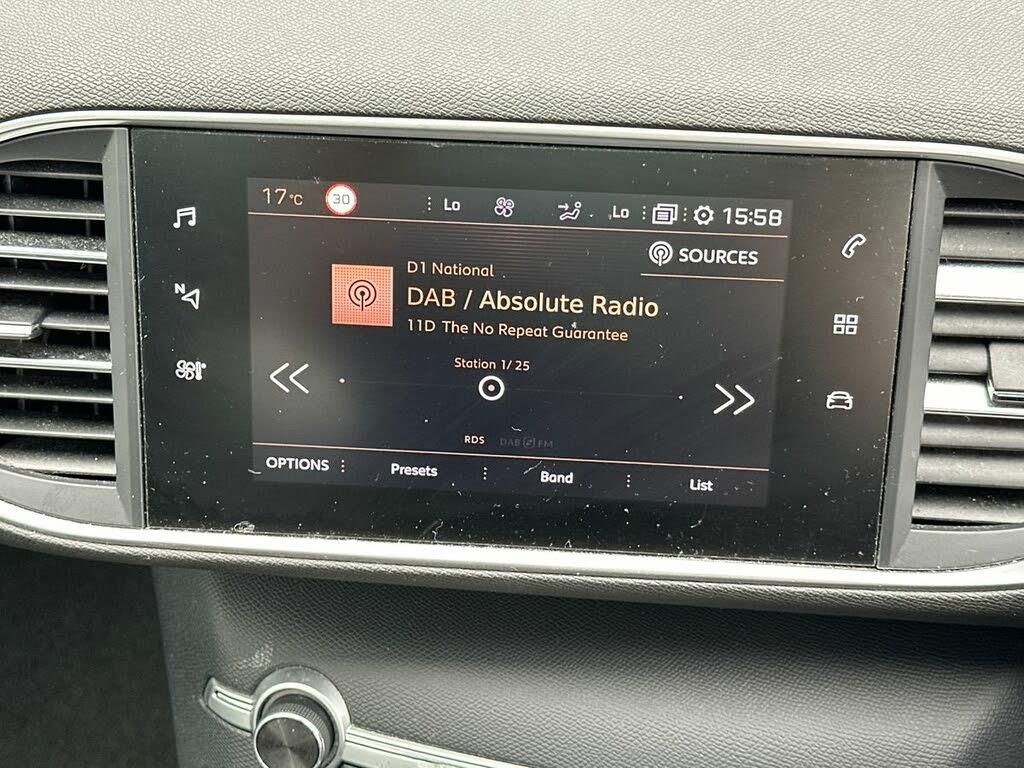 17°C 30 Lo Lo 15:58
SOURCES
D1 National
DAB / Absolute Radio
11D The No Repeat Guarantee
Station 1/ 25
N
RDS DAB FM
OPTIONS Presets Band List